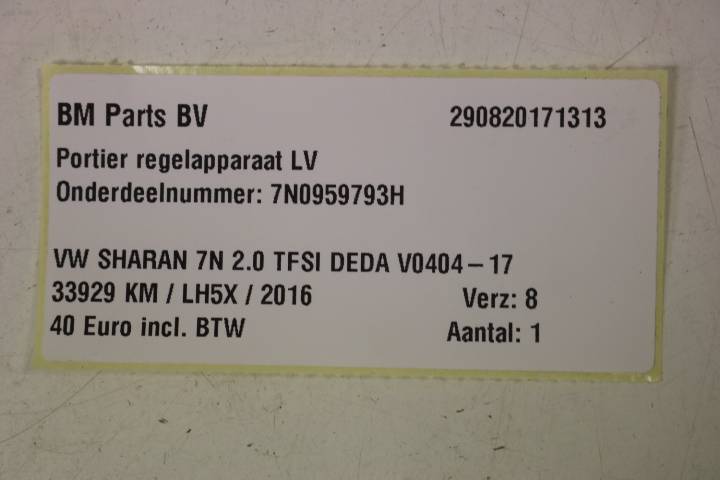 BM Parts BV 290820171313
Portier regelapparaat LV
Onderdeelnummer: 7N0959793H
VW SHARAN 7N 2.0 TFSI DEDA V0404-17
33929 KM / LH5X / 2016 Verz: 8
40 Euro incl. BTW Aantal: 1